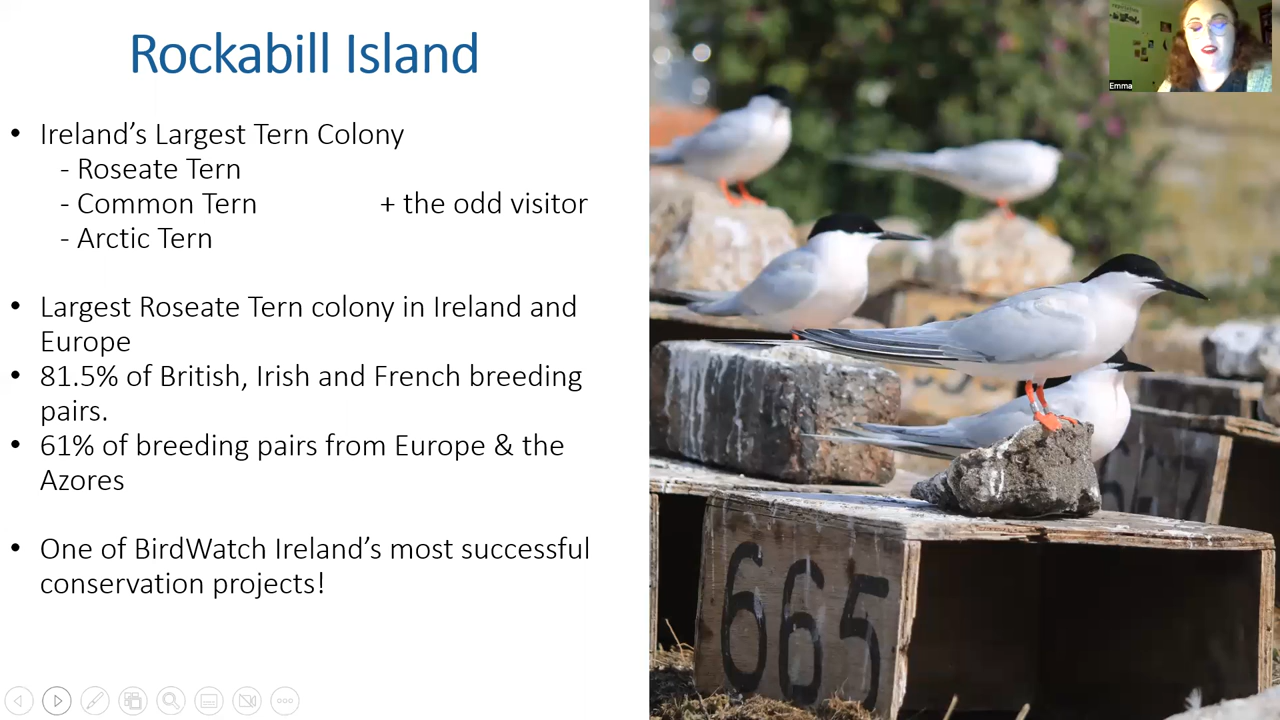 Rockabill Island
Emma
• Ireland's Largest Tern Colony
- Roseate Tern
- Common Tern + the odd visitor
- Arctic Tern
• Largest Roseate Tern colony in Ireland and
Europe
• 81.5% of British, Irish and French breeding
pairs.
• 61% of breeding pairs from Europe & the
Azores
• One of BirdWatch Ireland's most successful
conservation projects!
665